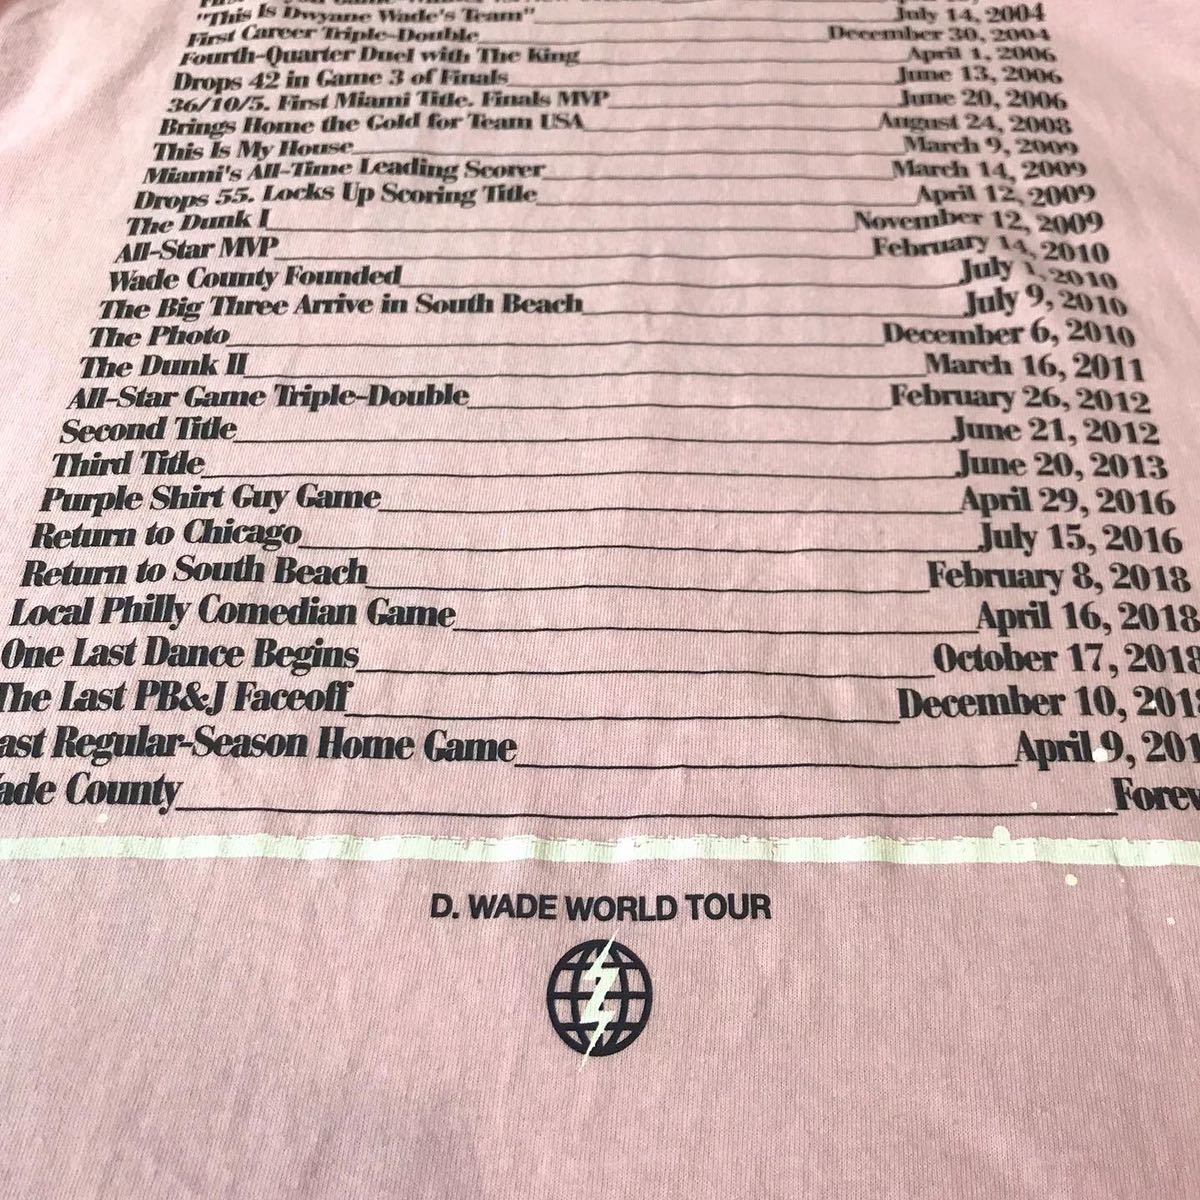 "This Is Dwyane Wade's Team" July 14, 2004
First Career Triple-Double December 30, 2004
Fourth-Quarter Duel with The King April 1, 2006
Drops 42 in Game 3 of Finals June 13, 2006
36/10/5. First Miami Title. Finals MVP June 20, 2006
Brings Home the Gold for Team USA August 24, 2008
This Is My House March 9, 2009
Miami's All-Time Leading Scorer March 14, 2009
Drops 55. Locks Up Scoring Title April 12, 2009
The Dunk I November 12, 2009
All-Star MVP February 14, 2010
Wade County Founded July 1, 2010
The Big Three Arrive in South Beach July 9, 2010
The Photo December 6, 2010
The Dunk II March 16, 2011
All-Star Game Triple-Double February 26, 2012
Second Title June 21, 2012
Third Title June 20, 2013
Purple Shirt Guy Game April 29, 2016
Return to Chicago July 15, 2016
Return to South Beach February 8, 2018
Local Philly Comedian Game April 16, 2018
One Last Dance Begins October 17, 2018
The Last PB&J Faceoff December 10, 201
ast Regular-Season Home Game April 9, 201
ade County Forev
D. WADE WORLD TOUR